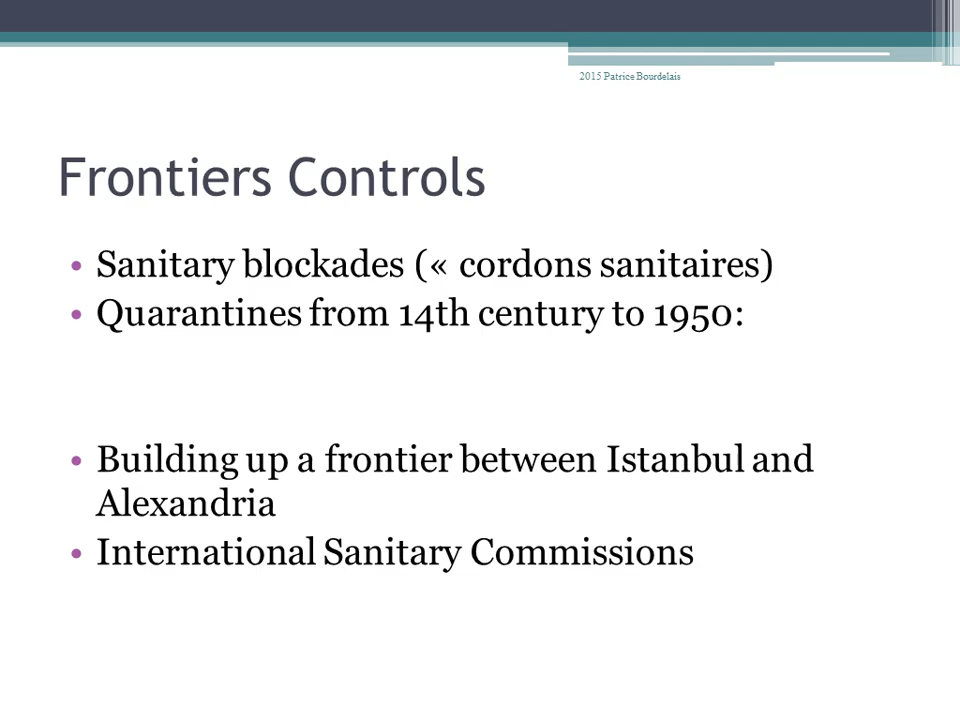 2015 Patrice Bourdelais
Frontiers Controls
• Sanitary blockades (« cordons sanitaires)
• Quarantines from 14th century to 1950:
• Building up a frontier between Istanbul and
Alexandria
• International Sanitary Commissions